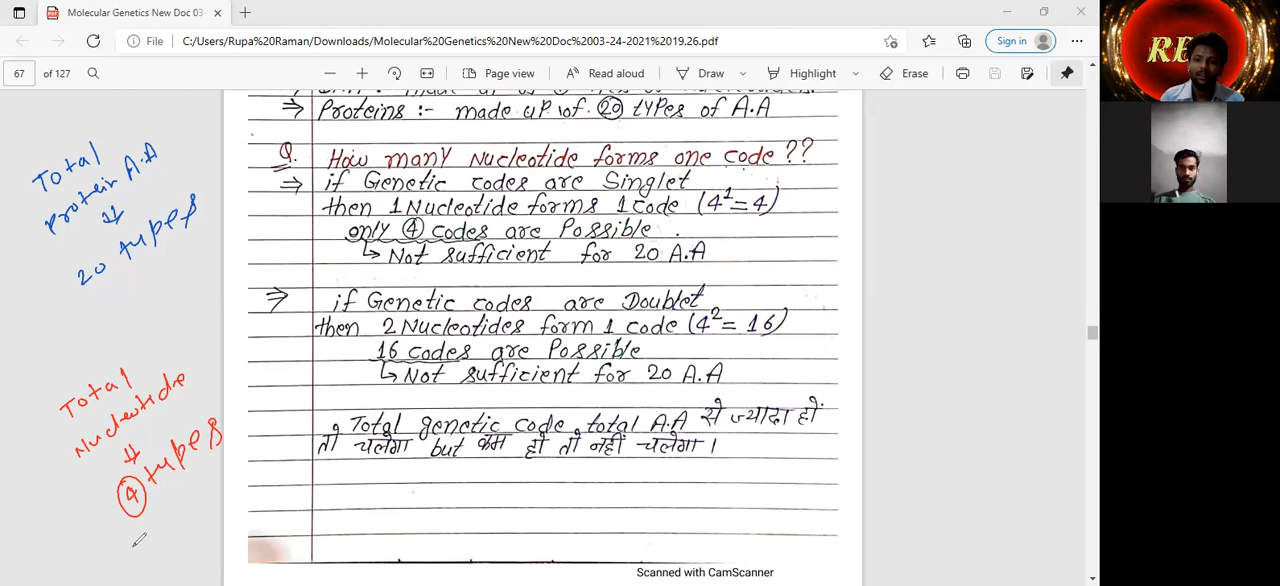 Molecular Genetics New Doc 03-
File
C:/Users/Rupa%20Raman/Downloads/Molecular%20Genetics%20New%20Doc%2003-24-2021%2019.26.pdf
Sign in
67 of 127
Page view
Read aloud
Draw
Highlight
Erase
⇒ Proteins :- made up of 20 types of A.A
Q. How many Nucleotide forms one code ??
⇒ if Genetic codes are Singlet
then 1 Nucleotide forms 1 code (4¹=4)
only 4 codes are Possible.
↳ Not sufficient for 20 A.A
⇒ if Genetic codes are Doublet
then 2 Nucleotides form 1 code (4²= 16)
16 codes are Possible
↳ Not sufficient for 20 A.A
Total genetic code total A.A से ज्यादा हों
तो चलेगा but कम हो तो नहीं चलेगा।
Scanned with CamScanner
Total
protein A.A
⇓
20 types
Total
Nucleotide
⇓
4 types